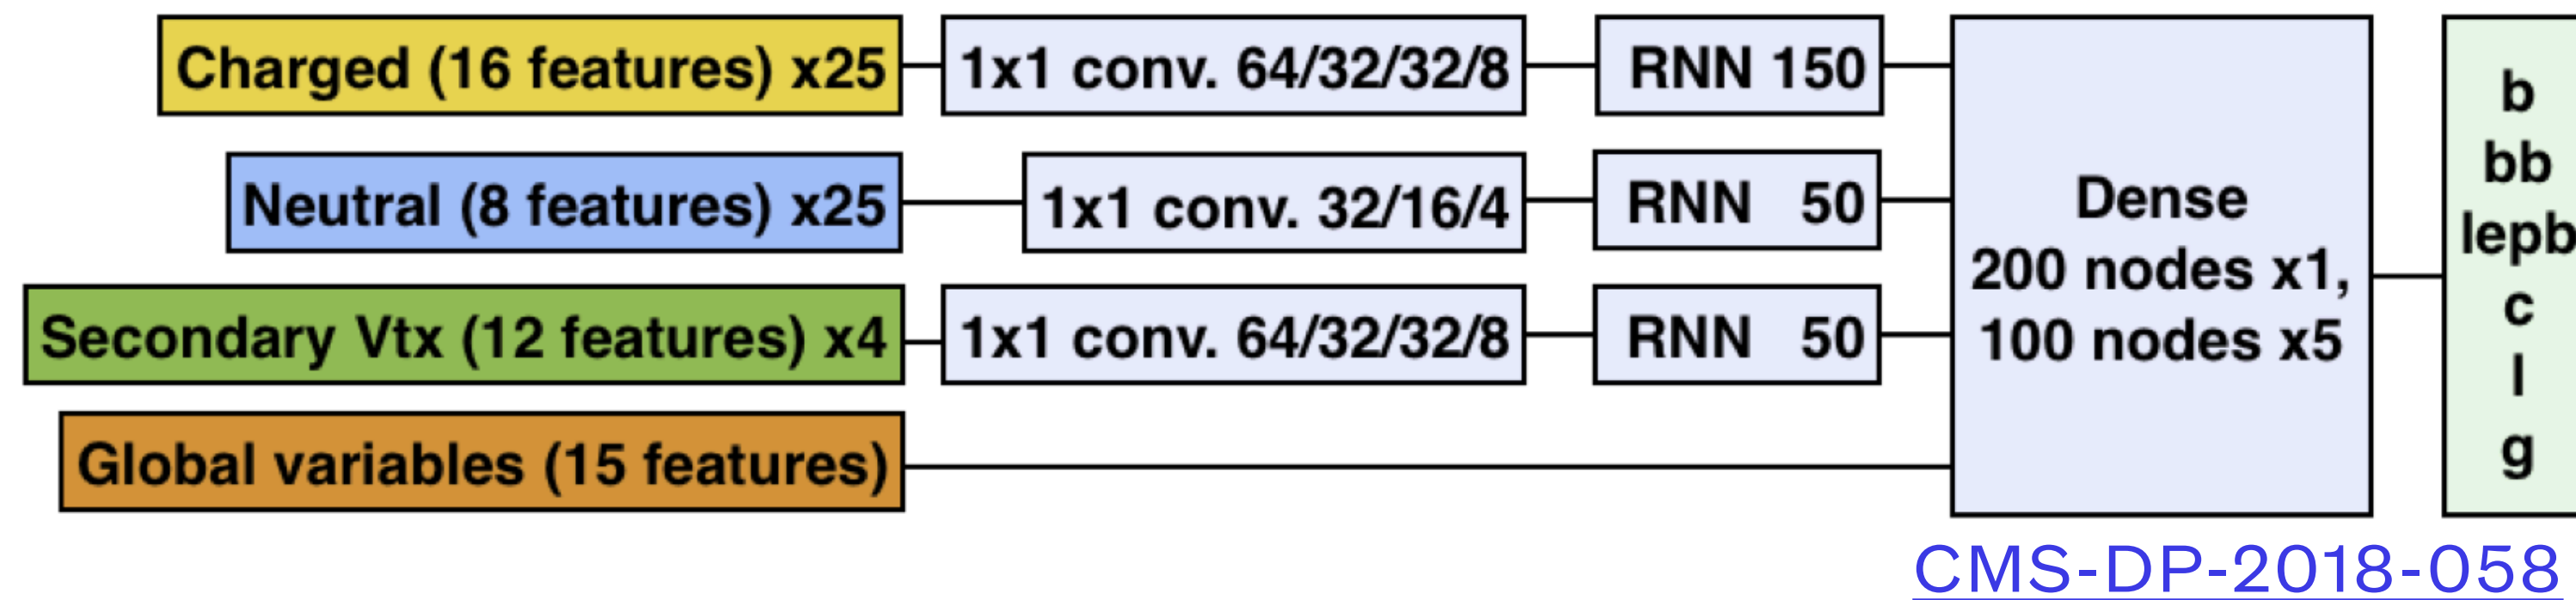 Charged (16 features) x25
1x1 conv. 64/32/32/8
RNN 150
Neutral (8 features) x25
1x1 conv. 32/16/4
RNN 50
Secondary Vtx (12 features) x4
1x1 conv. 64/32/32/8
RNN 50
Global variables (15 features)
Dense
200 nodes x1,
100 nodes x5
b
bb
lepb
c
l
g
CMS-DP-2018-058